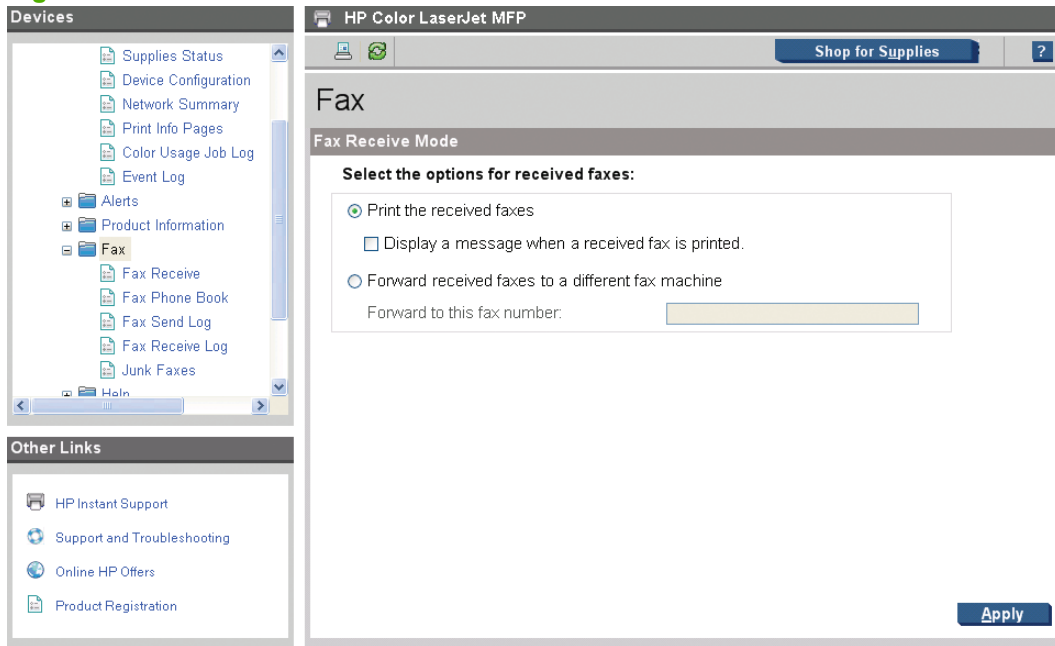 Devices
Supplies Status
Device Configuration
Network Summary
Print Info Pages
Color Usage Job Log
Event Log
Alerts
Product Information
Fax
Fax Receive
Fax Phone Book
Fax Send Log
Fax Receive Log
Junk Faxes
Help
Other Links
HP Instant Support
Support and Troubleshooting
Online HP Offers
Product Registration
HP Color LaserJet MFP
Shop for Supplies
?
Fax
Fax Receive Mode
Select the options for received faxes:
Print the received faxes
Display a message when a received fax is printed.
Forward received faxes to a different fax machine
Forward to this fax number:
Apply